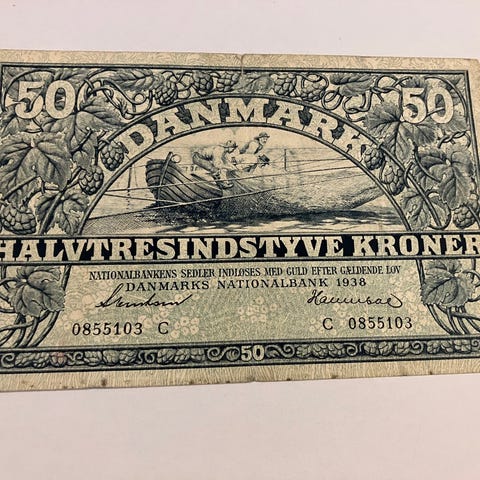 50 50
DANMARK
HALVTRESINDSTYVE KRONER
NATIONALBANKENS SEDLER INDLØSES MED GULD EFTER GÆLDENDE LOV
DANMARKS NATIONALBANK 1938
0855103 C C 0855103
50